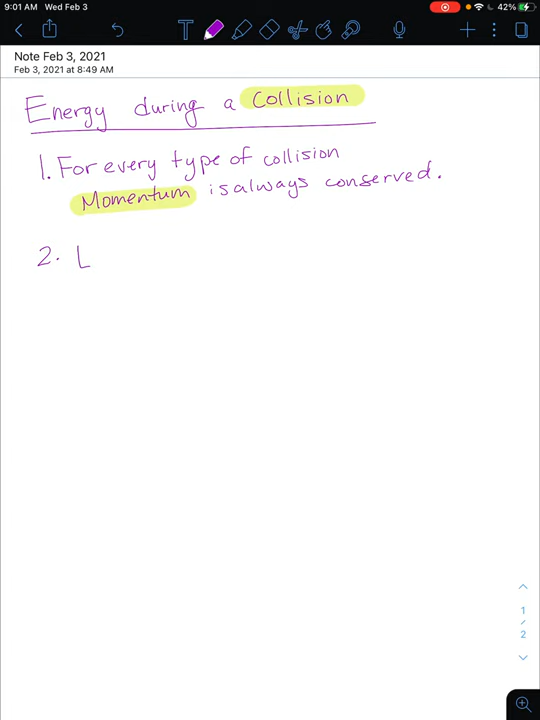 9:01 AM Wed Feb 3
42%
Note Feb 3, 2021
Feb 3, 2021 at 8:49 AM
Energy during a Collision
1. For every type of collision
Momentum is always conserved.
2. L
1
/
2